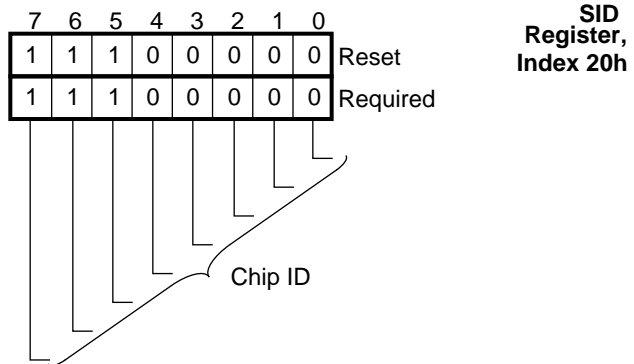 SID
Register,
Index 20h
7 6 5 4 3 2 1 0
1 1 1 0 0 0 0 0 Reset
1 1 1 0 0 0 0 0 Required
Chip ID